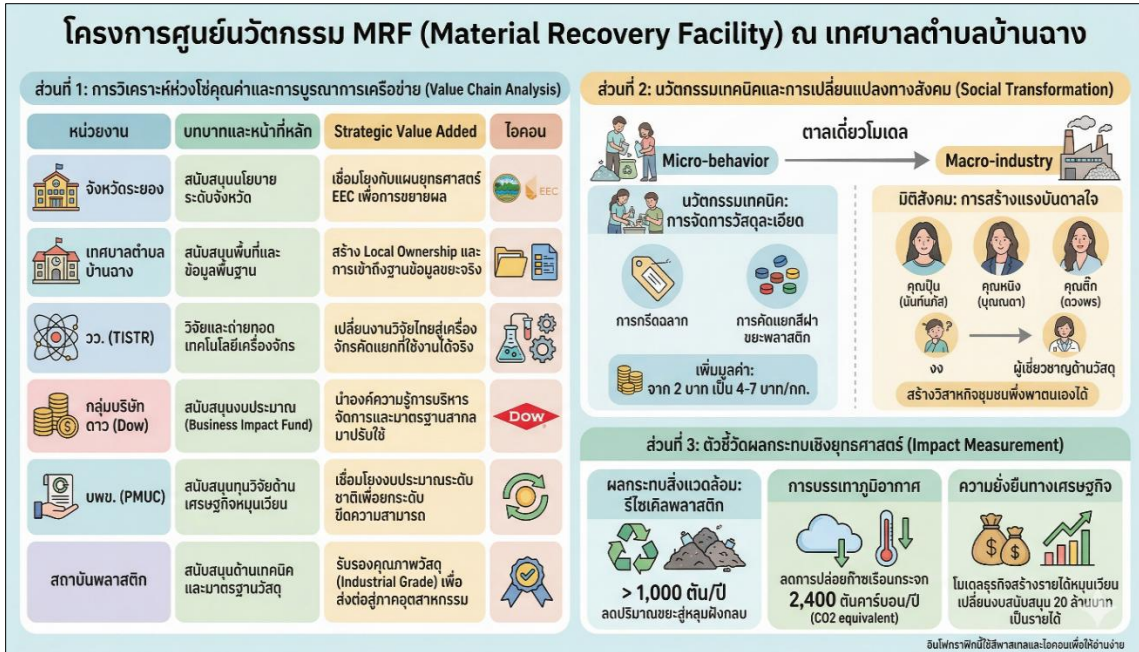 โครงการศูนย์นวัตกรรม MRF (Material Recovery Facility) ณ เทศบาลตำบลบ้านฉาง
ส่วนที่ 1: การวิเคราะห์ห่วงโซ่คุณค่าและการบูรณาการเครือข่าย (Value Chain Analysis)
หน่วยงาน
บทบาทและหน้าที่หลัก
Strategic Value Added
ไอคอน
จังหวัดระยอง
สนับสนุนนโยบาย
ระดับจังหวัด
เชื่อมโยงกับแผนยุทธศาสตร์
EEC เพื่อการขยายผล
EEC
เทศบาลตำบล
บ้านฉาง
สนับสนุนพื้นที่และ
ข้อมูลพื้นฐาน
สร้าง Local Ownership และ
การเข้าถึงฐานข้อมูลขยะจริง
วว. (TISTR)
วิจัยและถ่ายทอด
เทคโนโลยีเครื่องจักร
เปลี่ยนงานวิจัยไทยสู่เครื่อง
จักรคัดแยกที่ใช้งานได้จริง
กลุ่มบริษัท
ดาว (Dow)
สนับสนุนงบประมาณ
(Business Impact Fund)
นำองค์ความรู้การบริหาร
จัดการและมาตรฐานสากล
มาปรับใช้
Dow
บพข. (PMUC)
สนับสนุนทุนวิจัยด้าน
เศรษฐกิจหมุนเวียน
เชื่อมโยงงบประมาณระดับ
ชาติเพื่อยกระดับ
ขีดความสามารถ
สถาบันพลาสติก
สนับสนุนด้านเทคนิค
และมาตรฐานวัสดุ
รับรองคุณภาพวัสดุ
(Industrial Grade) เพื่อ
ส่งต่อสู่ภาคอุตสาหกรรม
ส่วนที่ 2: นวัตกรรมเทคนิคและการเปลี่ยนแปลงทางสังคม (Social Transformation)
ตาลเดี่ยวโมเดล
Micro-behavior
Macro-industry
นวัตกรรมเทคนิค:
การจัดการวัสดุละเอียด
การกรีดฉลาก
การคัดแยกสีฝา
ขยะพลาสติก
เพิ่มมูลค่า:
จาก 2 บาท เป็น 4-7 บาท/กก.
มิติสังคม: การสร้างแรงบันดาลใจ
คุณปุ้น
(นันท์นภัส)
คุณหนิง
(บุณณดา)
คุณติ๊ก
(ดวงพร)
?
งง
ผู้เชี่ยวชาญด้านวัสดุ
สร้างวิสาหกิจชุมชนพึ่งพาตนเองได้
ส่วนที่ 3: ตัวชี้วัดผลกระทบเชิงยุทธศาสตร์ (Impact Measurement)
ผลกระทบสิ่งแวดล้อม:
รีไซเคิลพลาสติก
> 1,000 ตัน/ปี
ลดปริมาณขยะสู่หลุมฝังกลบ
การบรรเทาภูมิอากาศ
ลดการปล่อยก๊าซเรือนกระจก
2,400 ตันคาร์บอน/ปี
(CO2 equivalent)
ความยั่งยืนทางเศรษฐกิจ
โมเดลธุรกิจสร้างรายได้หมุนเวียน
เปลี่ยนงบสนับสนุน 20 ล้านบาท
เป็นรายได้
อินโฟกราฟิกนี้ใช้สีพาสเทลและไอคอนเพื่อให้อ่านง่าย